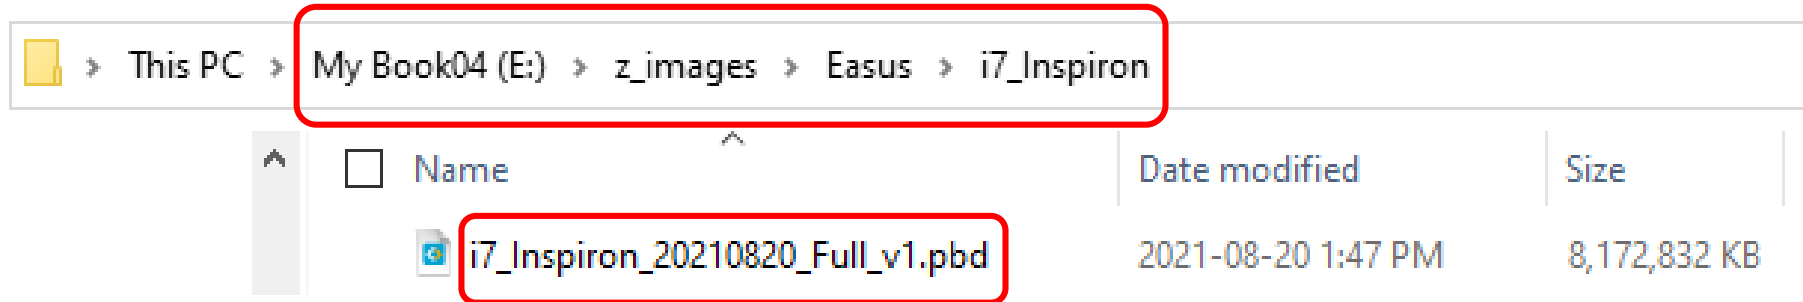 This PC > My Book04 (E:) > z_images > Easus > i7_Inspiron
Name Date modified Size
i7_Inspiron_20210820_Full_v1.pbd 2021-08-20 1:47 PM 8,172,832 KB